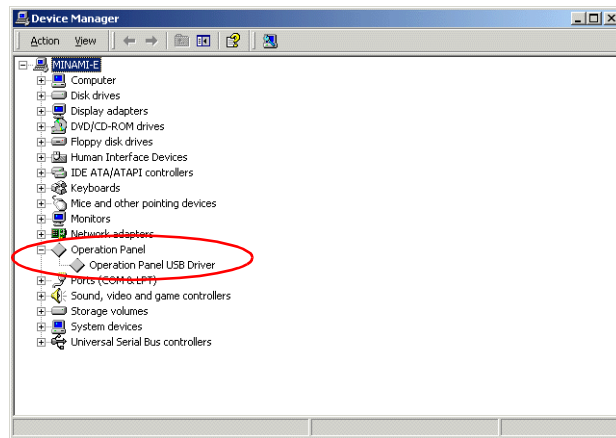 Device Manager
Action View
MINAMI-E
Computer
Disk drives
Display adapters
DVD/CD-ROM drives
Floppy disk drives
Human Interface Devices
IDE ATA/ATAPI controllers
Keyboards
Mice and other pointing devices
Monitors
Network adapters
Operation Panel
Operation Panel USB Driver
Ports (COM & LPT)
Sound, video and game controllers
Storage volumes
System devices
Universal Serial Bus controllers